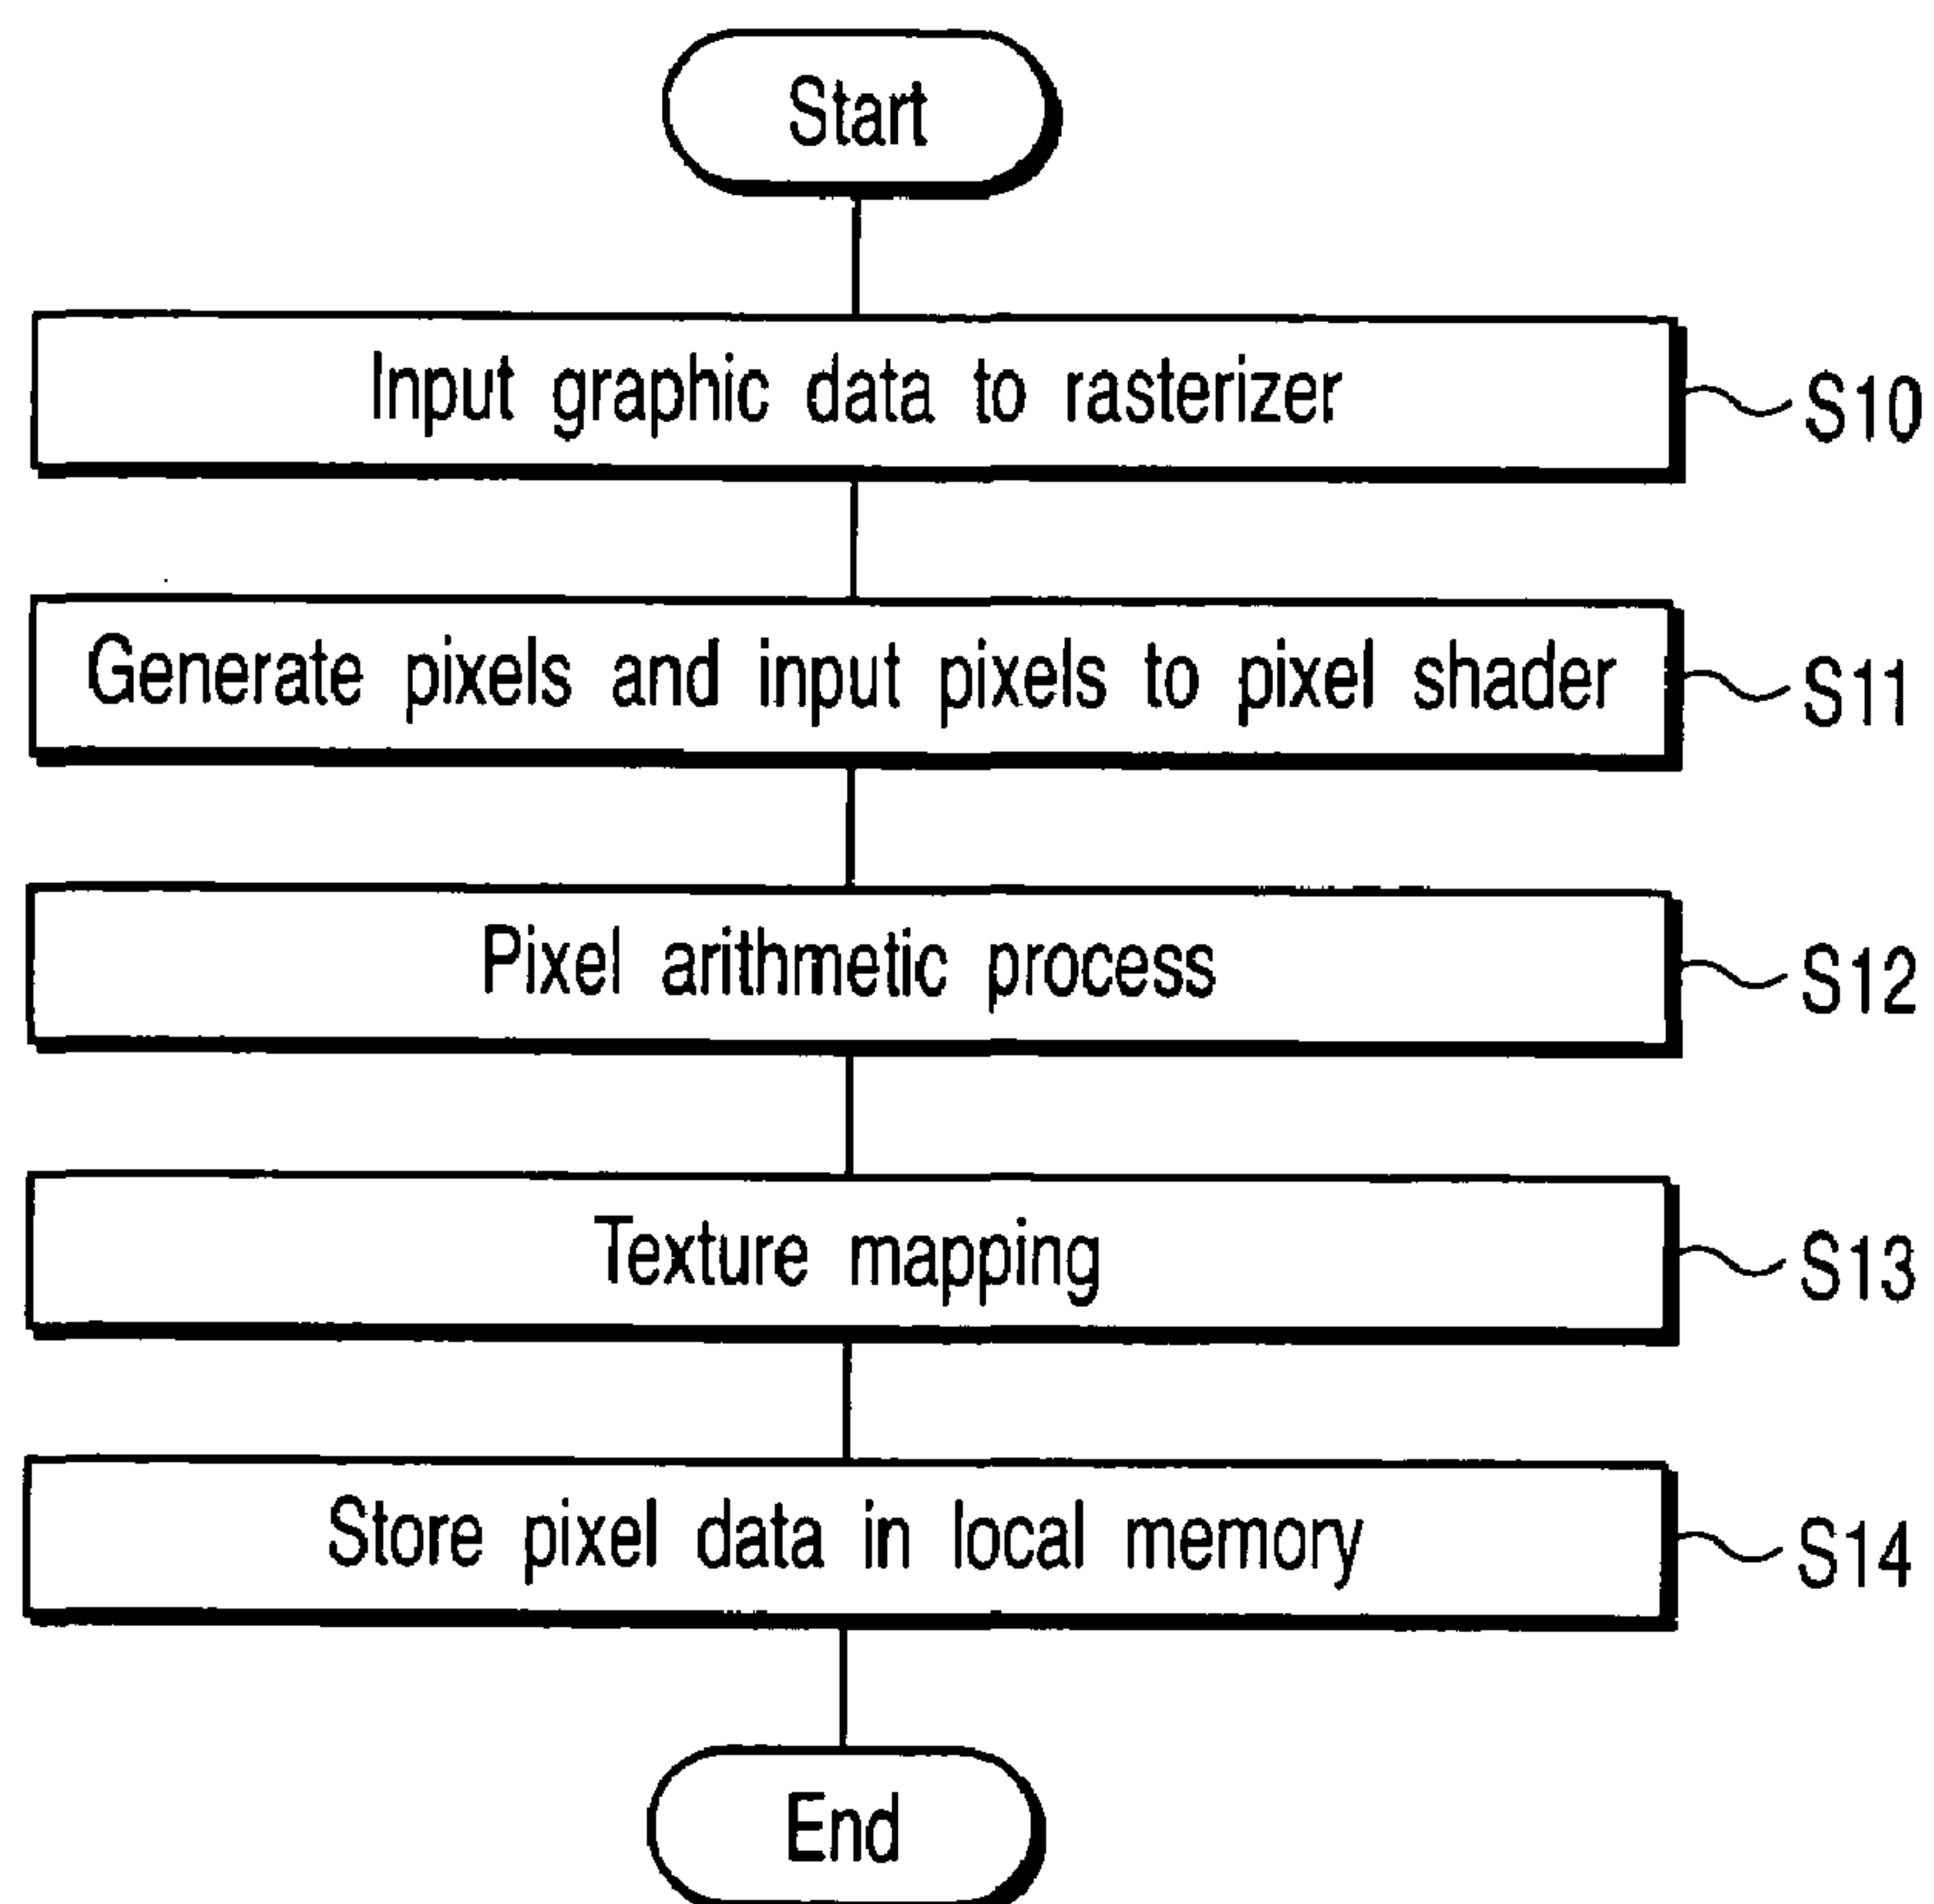 Start
Input graphic data to rasterizer
S10
Generate pixels and input pixels to pixel shader
S11
Pixel arithmetic process
S12
Texture mapping
S13
Store pixel data in local memory
S14
End